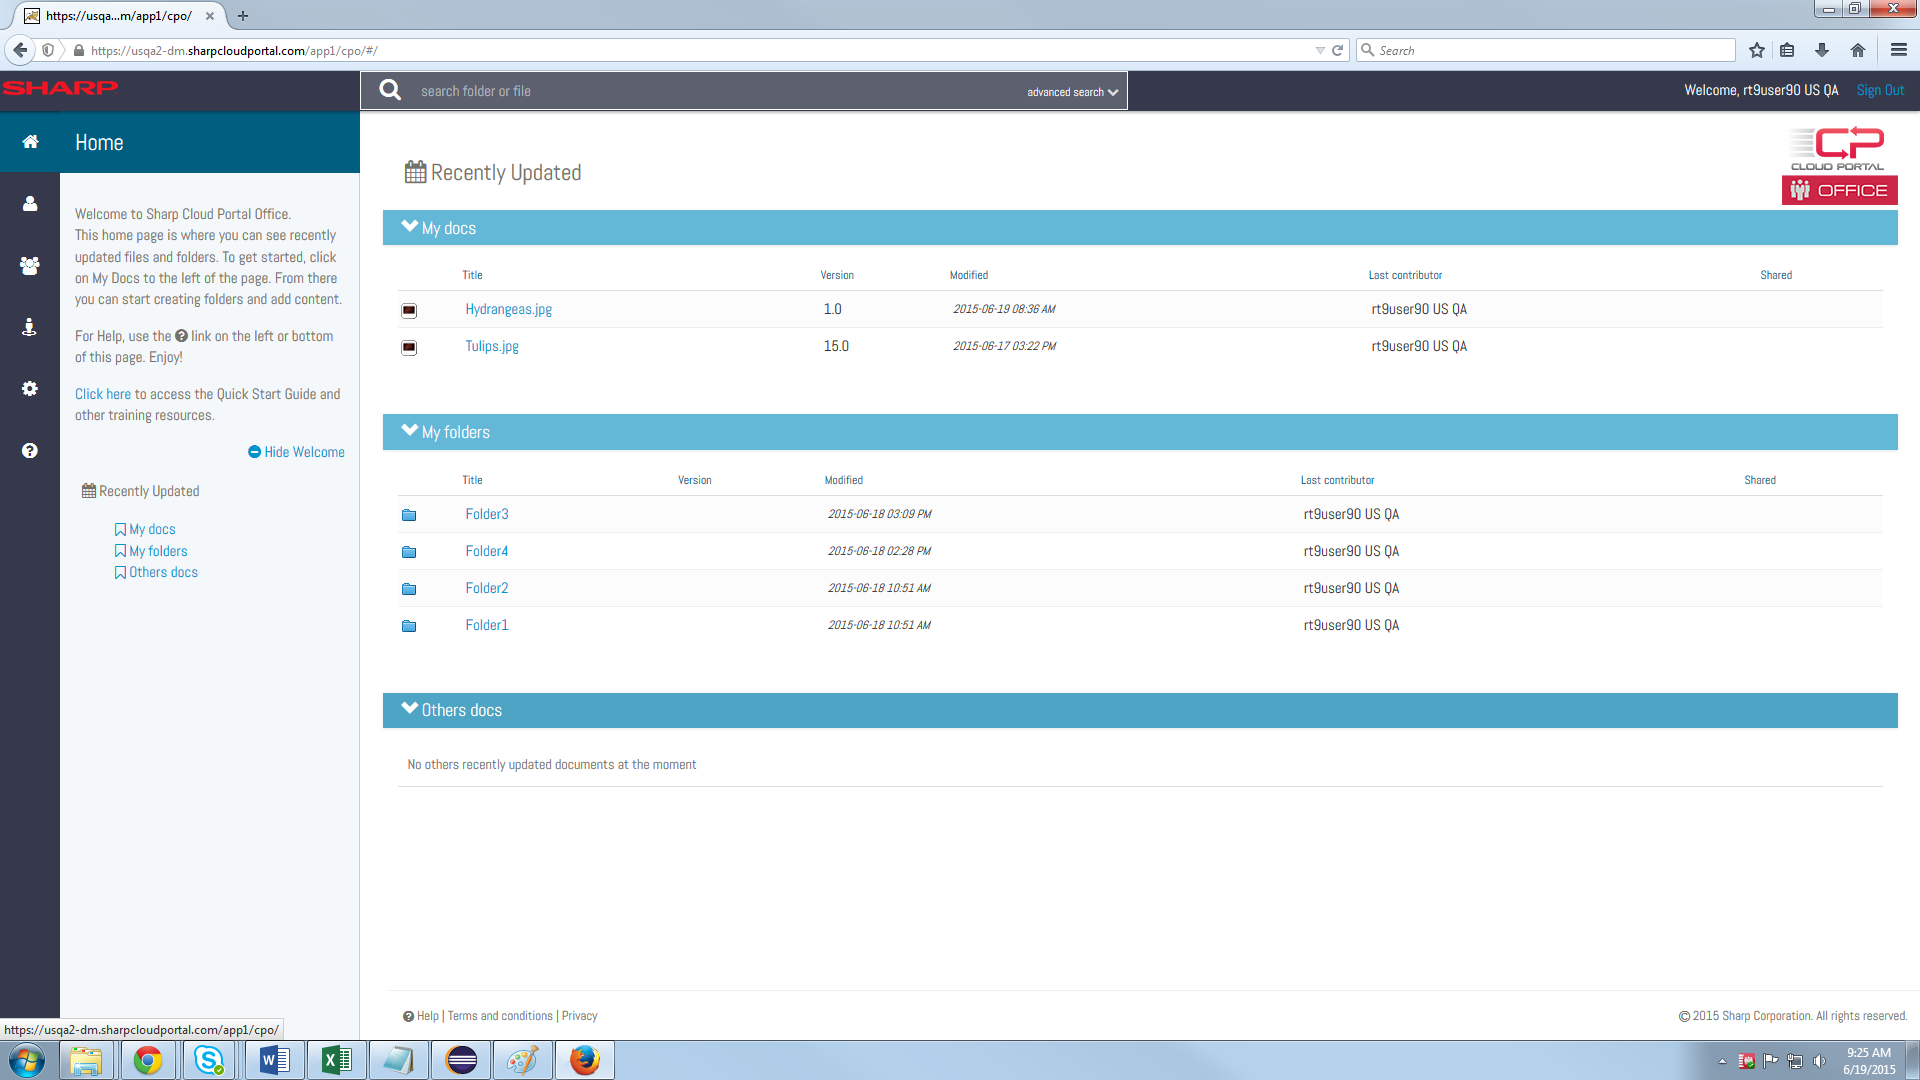 https://usqa...m/app1/cpo/
https://usqa2-dm.sharpcloudportal.com/app1/cpo/#/
Search
SHARP
search folder or file
advanced search
Welcome, rt9user90 US QA
Sign Out
Home
Welcome to Sharp Cloud Portal Office.
This home page is where you can see recently
updated files and folders. To get started, click
on My Docs to the left of the page. From there
you can start creating folders and add content.
For Help, use the ? link on the left or bottom
of this page. Enjoy!
Click here to access the Quick Start Guide and
other training resources.
Hide Welcome
Recently Updated
My docs
My folders
Others docs
Recently Updated
CP
CLOUD PORTAL
OFFICE
My docs
Title Version Modified Last contributor Shared
Hydrangeas.jpg 1.0 2015-06-19 08:36 AM rt9user90 US QA
Tulips.jpg 15.0 2015-06-17 03:22 PM rt9user90 US QA
My folders
Title Version Modified Last contributor Shared
Folder3 2015-06-18 03:09 PM rt9user90 US QA
Folder4 2015-06-18 02:28 PM rt9user90 US QA
Folder2 2015-06-18 10:51 AM rt9user90 US QA
Folder1 2015-06-18 10:51 AM rt9user90 US QA
Others docs
No others recently updated documents at the moment
Help | Terms and conditions | Privacy
© 2015 Sharp Corporation. All rights reserved.
https://usqa2-dm.sharpcloudportal.com/app1/cpo/
9:25 AM
6/19/2015